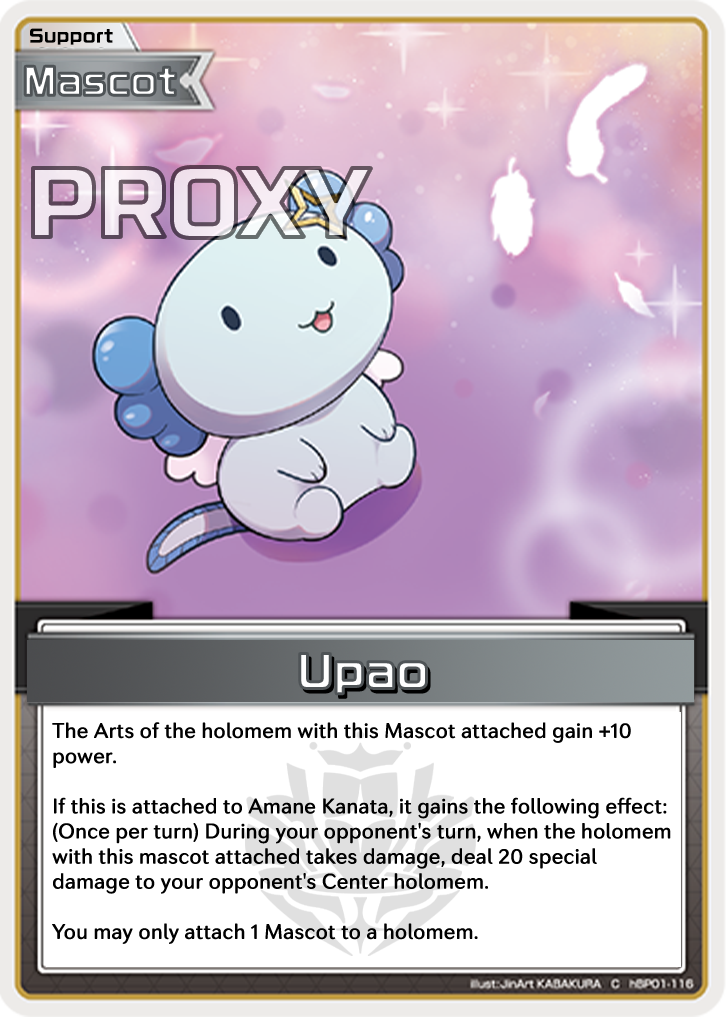 Support
Mascot
PROXY
Upao
The Arts of the holomem with this Mascot attached gain +10
power.
If this is attached to Amane Kanata, it gains the following effect:
(Once per turn) During your opponent's turn, when the holomem
with this mascot attached takes damage, deal 20 special
damage to your opponent's Center holomem.
You may only attach 1 Mascot to a holomem.
illust:JinArt KABAKURA C hBP01-116